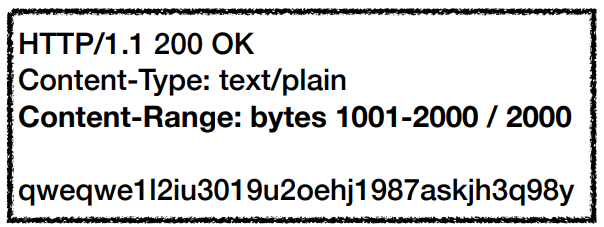 HTTP/1.1 200 OK
Content-Type: text/plain
Content-Range: bytes 1001-2000 / 2000
qweqwe1l2iu3019u2oehj1987askjh3q98y